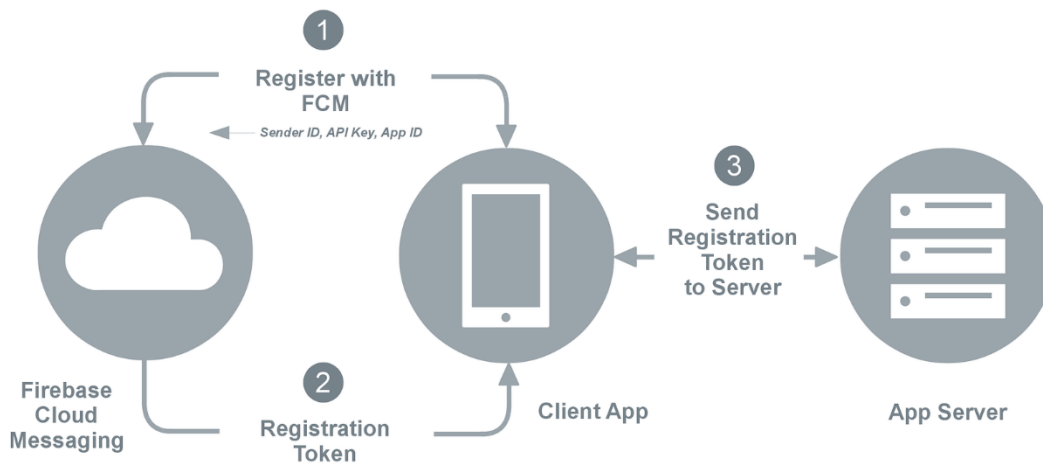 1
Register with
FCM
Sender ID, API Key, App ID
3
Send
Registration
Token
to Server
Firebase
Cloud
Messaging
2
Registration
Token
Client App
App Server